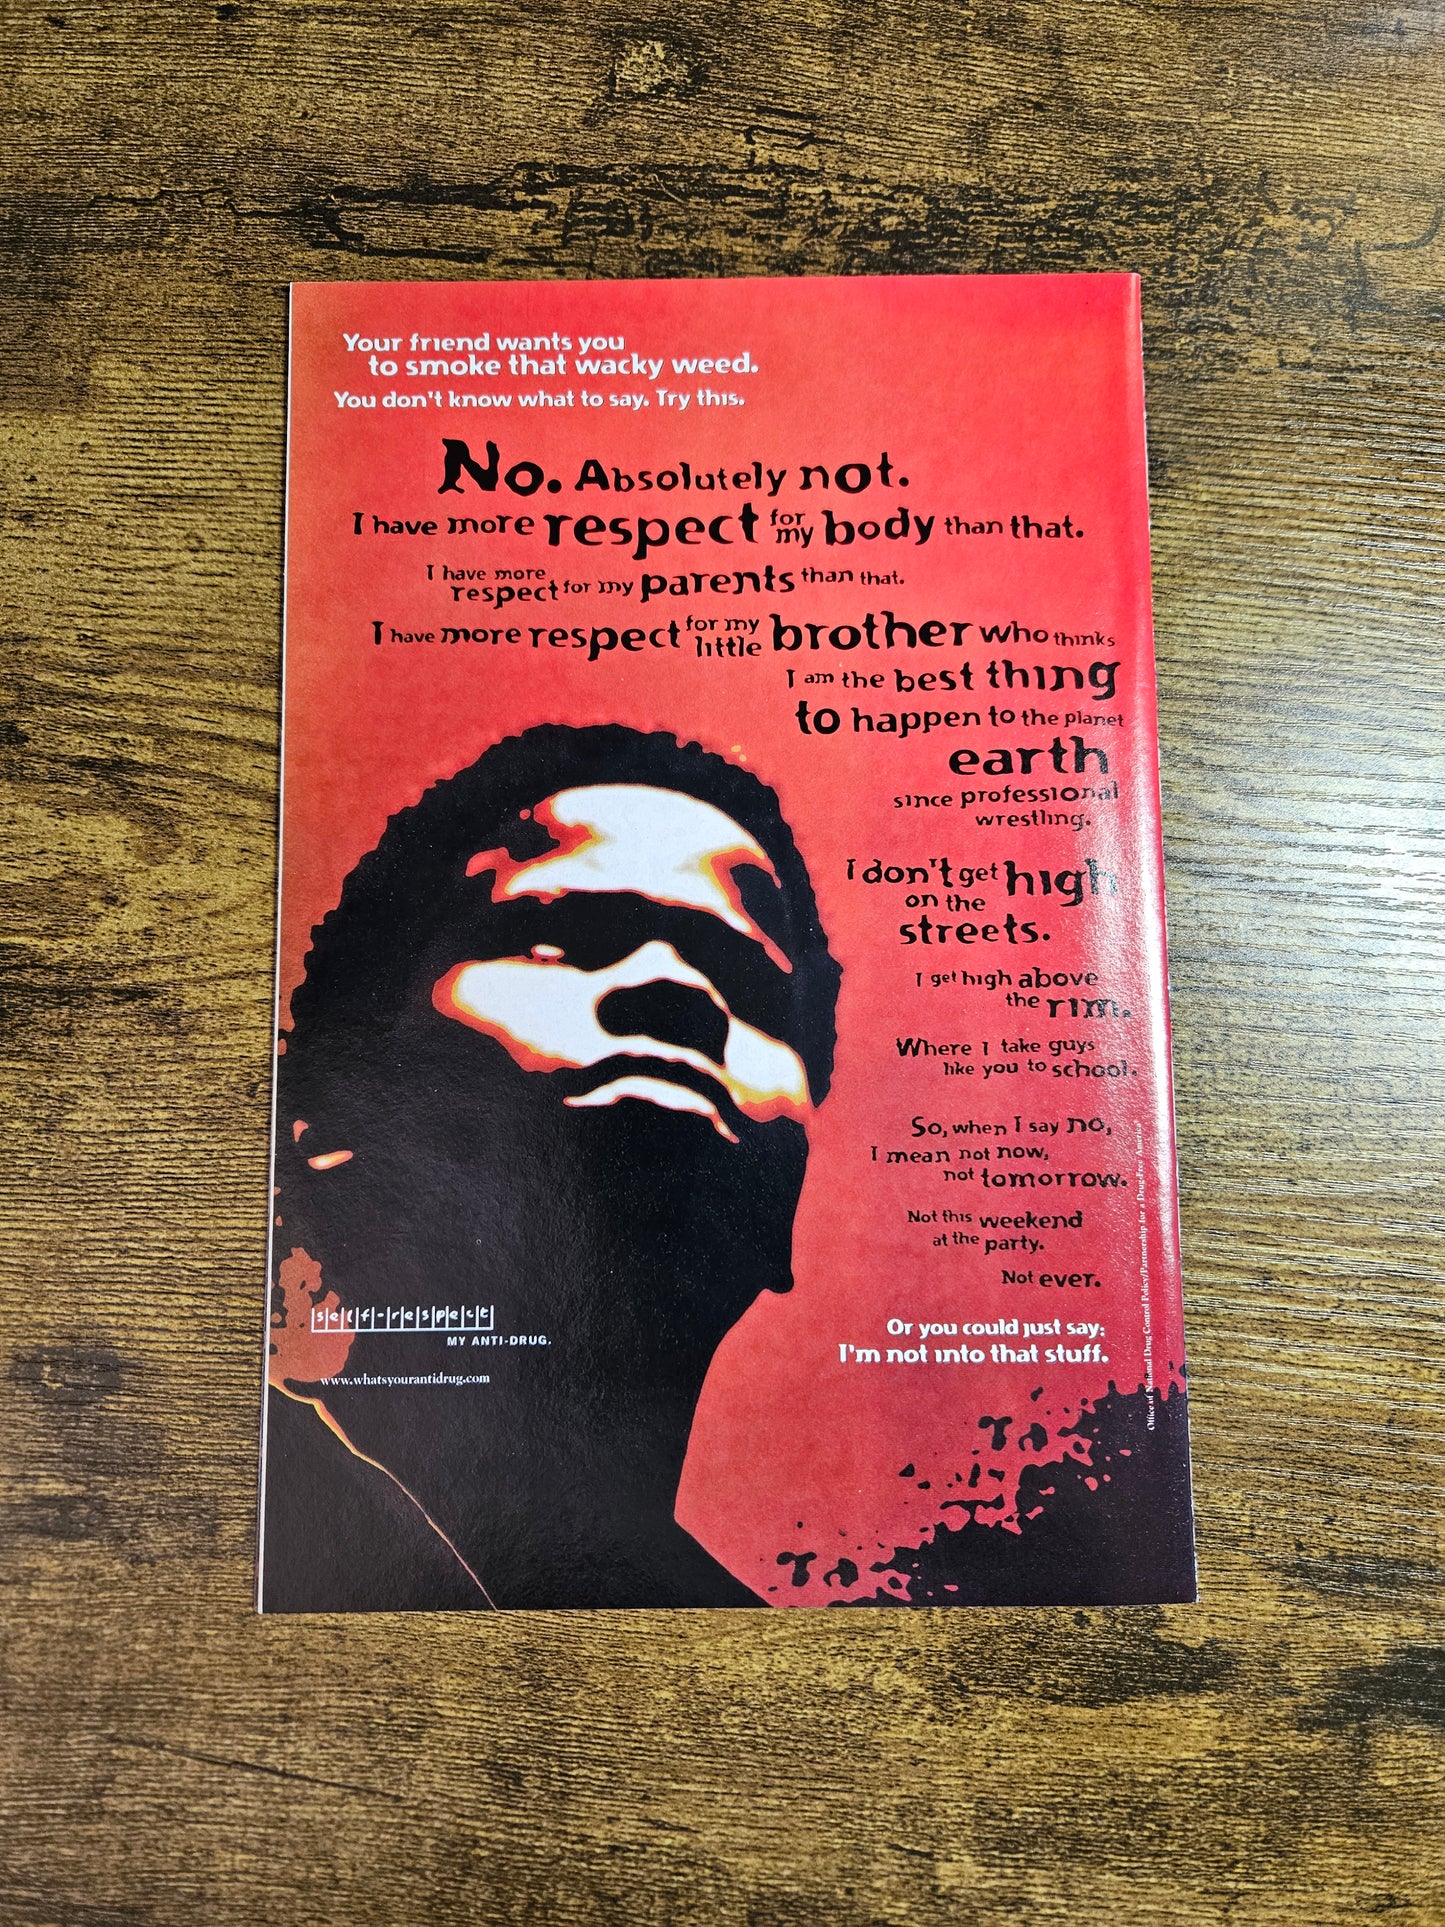 Your friend wants you
to smoke that wacky weed.
You don't know what to say. Try this.
No. Absolutely not.
I have more respect for my body than that.
I have more respect for my parents than that.
I have more respect for my little brother who thinks
I am the best thing
to happen to the planet
earth
since professional
wrestling.
I don't get high
on the
streets.
I get high above
the rim.
Where I take guys
like you to school.
So, when I say no,
I mean not now,
not tomorrow.
Not this weekend
at the party.
Not ever.
Or you could just say:
I'm not into that stuff.
self-respect
MY ANTI-DRUG.
www.whatsyourantidrug.com
Office of National Drug Control Policy/Partnership for a Drug-Free America®